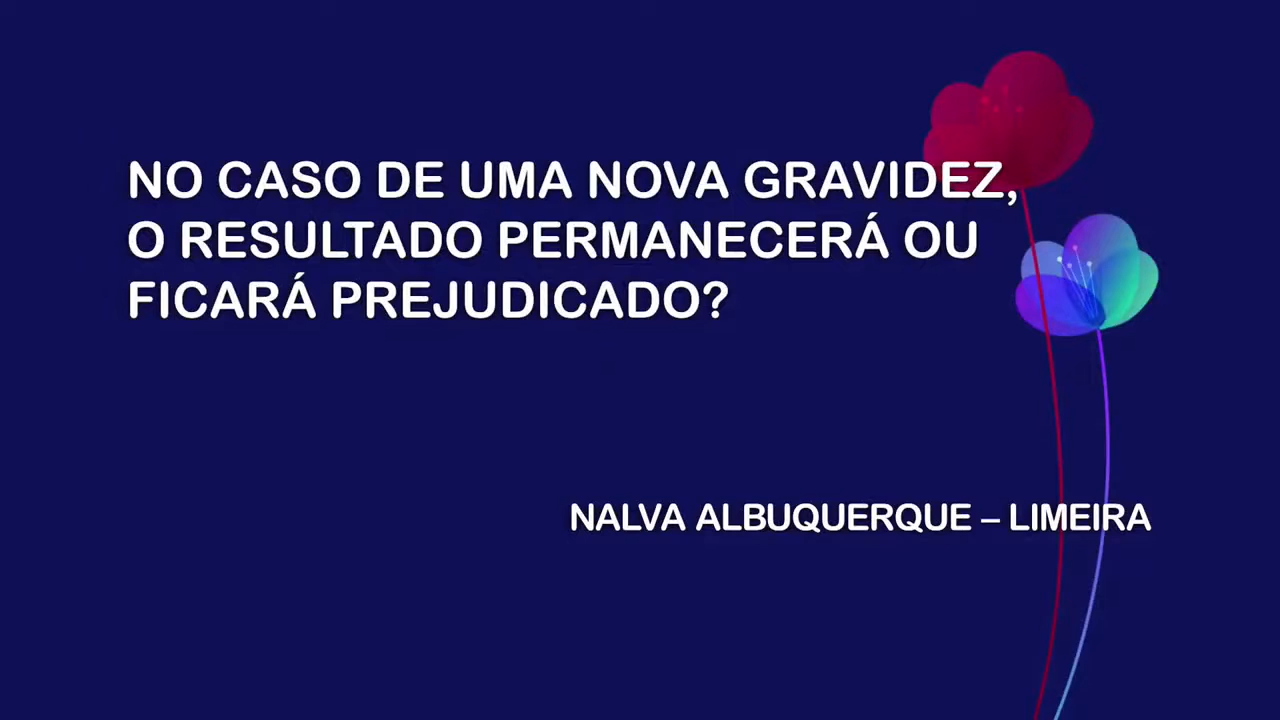 NO CASO DE UMA NOVA GRAVIDEZ,
O RESULTADO PERMANECERÁ OU
FICARÁ PREJUDICADO?
NALVA ALBUQUERQUE – LIMEIRA